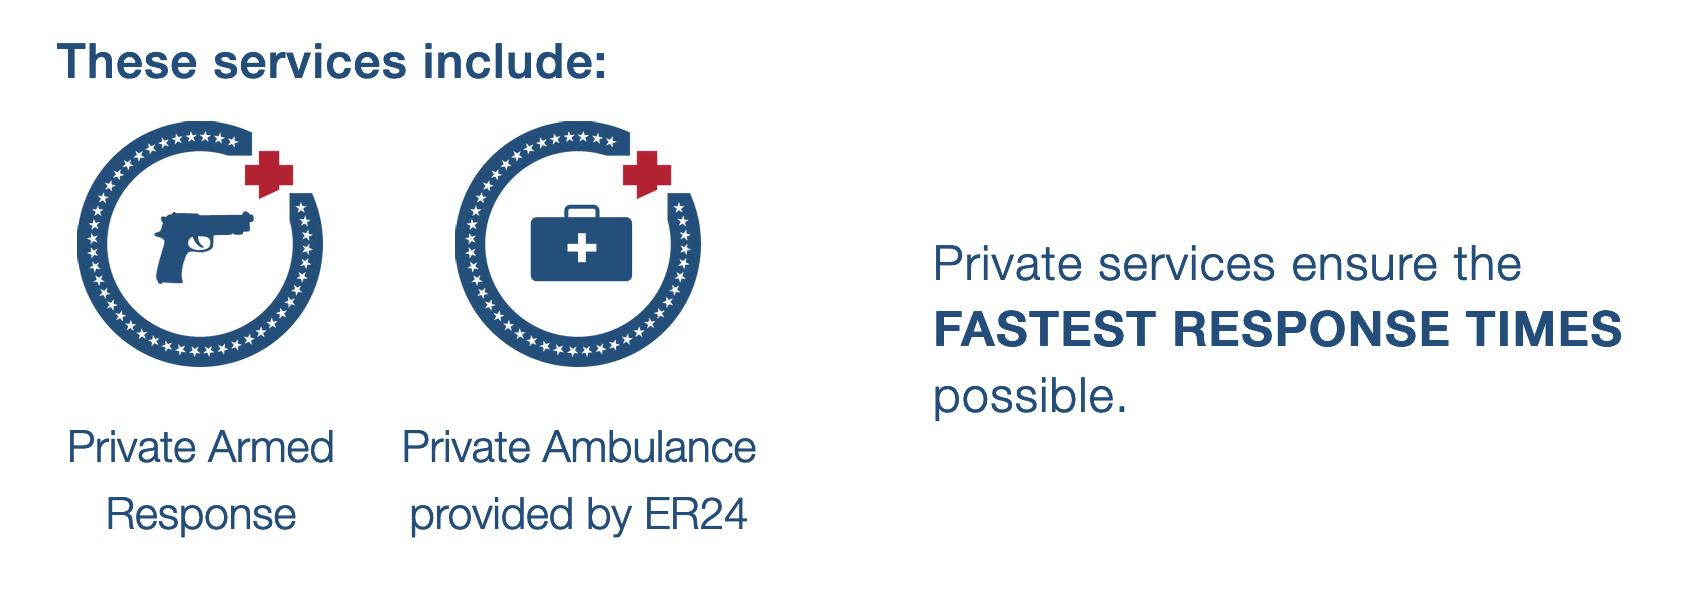 These services include:
Private Armed
Response
Private Ambulance
provided by ER24
Private services ensure the
FASTEST RESPONSE TIMES
possible.